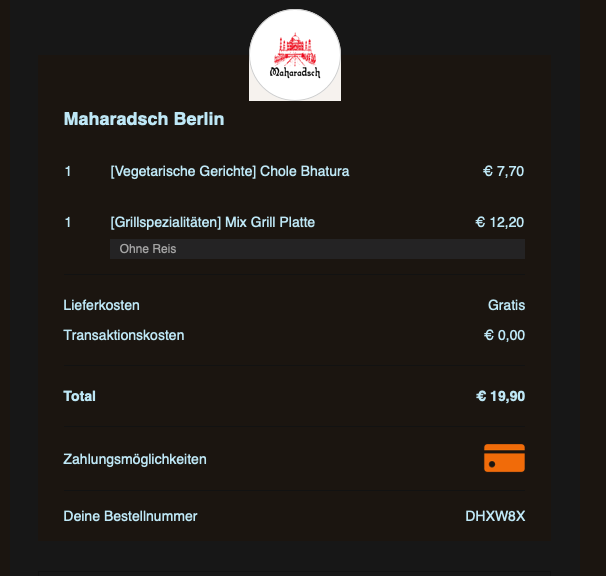 Maharadsch
Maharadsch Berlin
1 [Vegetarische Gerichte] Chole Bhatura € 7,70
1 [Grillspezialitäten] Mix Grill Platte € 12,20
Ohne Reis
Lieferkosten Gratis
Transaktionskosten € 0,00
Total € 19,90
Zahlungsmöglichkeiten
Deine Bestellnummer DHXW8X